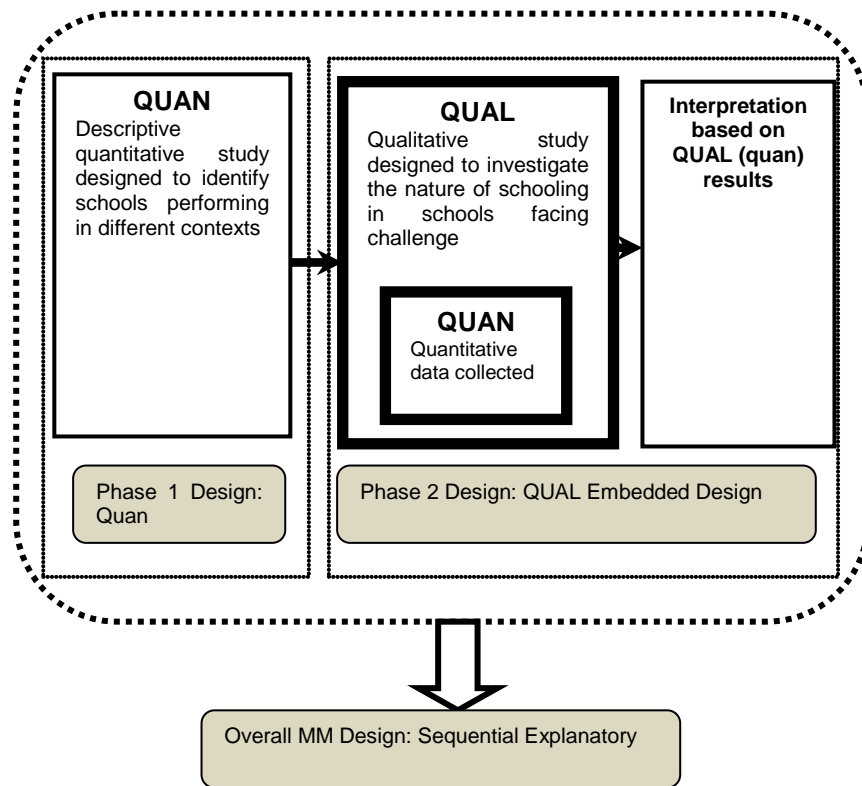 QUAN
Descriptive
quantitative study
designed to identify
schools performing
in different contexts
QUAL
Qualitative study
designed to investigate
the nature of schooling
in schools facing
challenge
QUAN
Quantitative
data collected
Interpretation
based on
QUAL (quan)
results
Phase 1 Design:
Quan
Phase 2 Design: QUAL Embedded Design
Overall MM Design: Sequential Explanatory